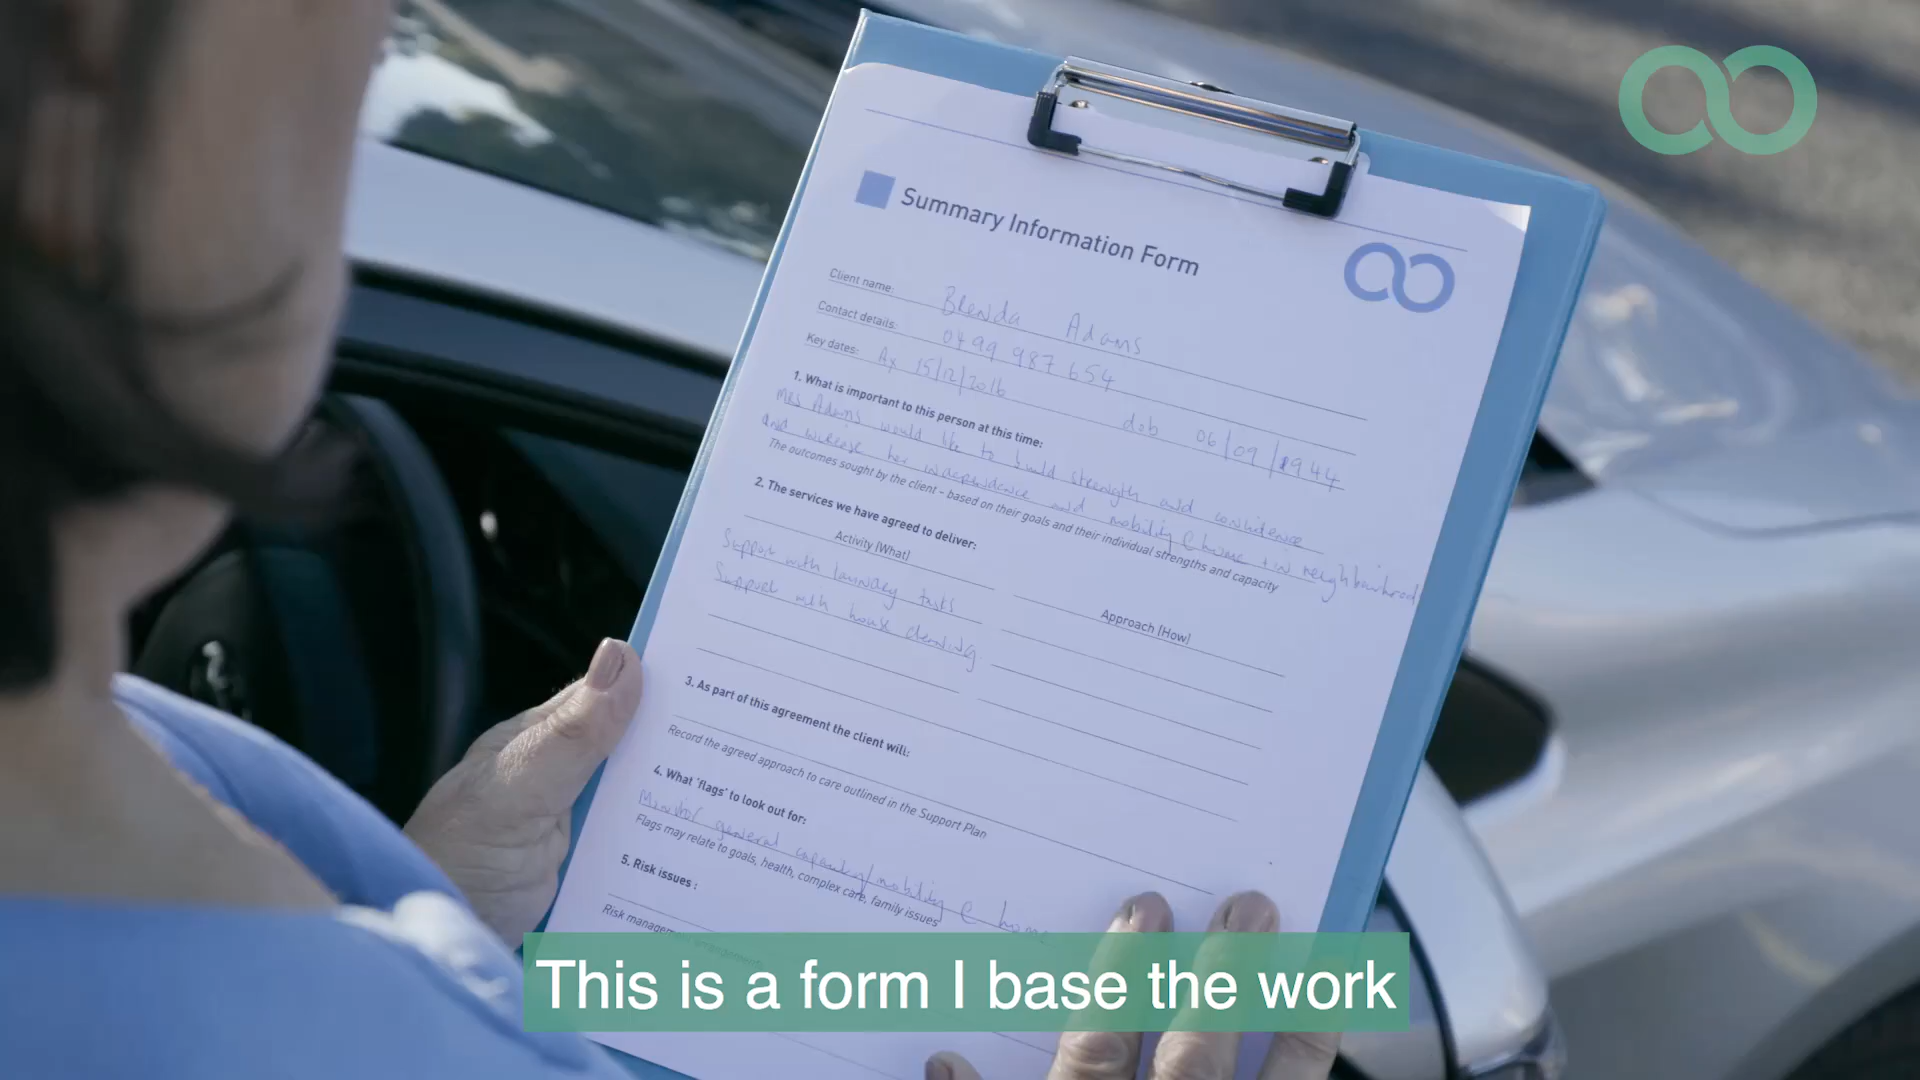 Summary Information Form
Client name: Brenda Adams
Contact details: 0499 987 654
Key dates: Ax 15/12/2016 dob 06/09/1944
1. What is important to this person at this time:
Mrs Adams would like to build strength and confidence
and increase her independence and mobility @ home + in neighbourhood
The outcomes sought by the client – based on their goals and their individual strengths and capacity
2. The services we have agreed to deliver:
Activity (What) Approach (How)
Support with laundry tasks
Support with house cleaning
3. As part of this agreement the client will:
Record the agreed approach to care outlined in the Support Plan
4. What 'flags' to look out for:
Monitor general capacity/mobility @ home
Flags may relate to goals, health, complex care, family issues
5. Risk issues :
Risk management
This is a form I base the work